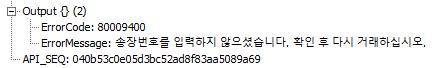 Output {} (2)
ErrorCode: 80009400
ErrorMessage: 송장번호를 입력하지 않으셨습니다. 확인 후 다시 거래하십시오.
API_SEQ: 040b53c0e05d3bc52ad8f83aa5089a69